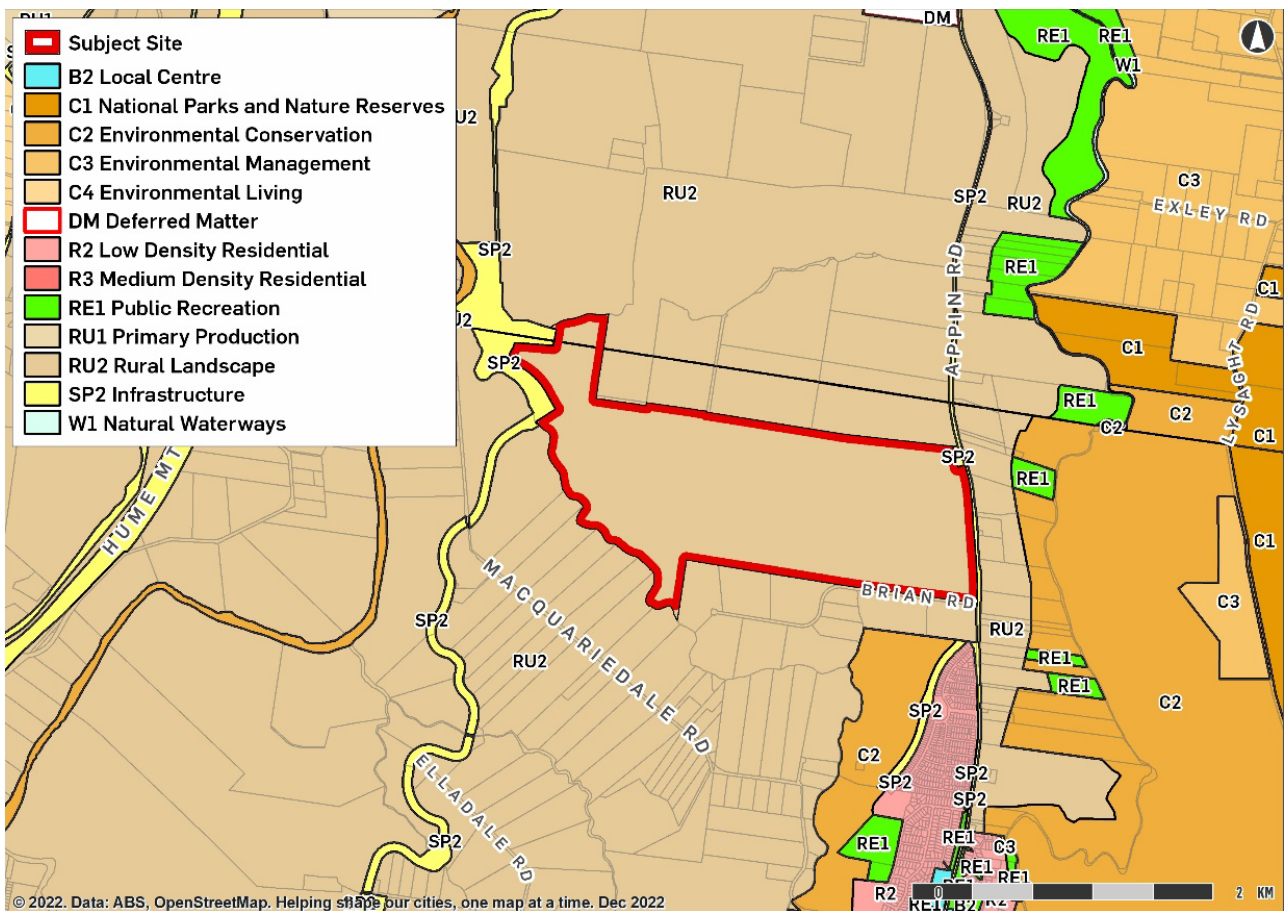 Subject Site
B2 Local Centre
C1 National Parks and Nature Reserves
C2 Environmental Conservation
C3 Environmental Management
C4 Environmental Living
DM Deferred Matter
R2 Low Density Residential
R3 Medium Density Residential
RE1 Public Recreation
RU1 Primary Production
RU2 Rural Landscape
SP2 Infrastructure
W1 Natural Waterways
DM
RE1
RE1
W1
U2
RU2
SP2
RU2
C3
EXLEY RD
SP2
APPIN RD
RE1
C1
LYSAGHT RD
U2
SP2
C1
RE1
C2
C2
C1
SP2
RE1
C1
HUME MT
MACQUARIEDALE RD
BRIAN RD
C3
SP2
RU2
RU2
RE1
RE1
C2
SP2
C2
ELLADALE RD
SP2
SP2
SP2
SP2
RE1
RE1
C3
RE1
RE1
R2
RE1
B2
R2
0 2 KM
© 2022. Data: ABS, OpenStreetMap. Helping shape our cities, one map at a time. Dec 2022